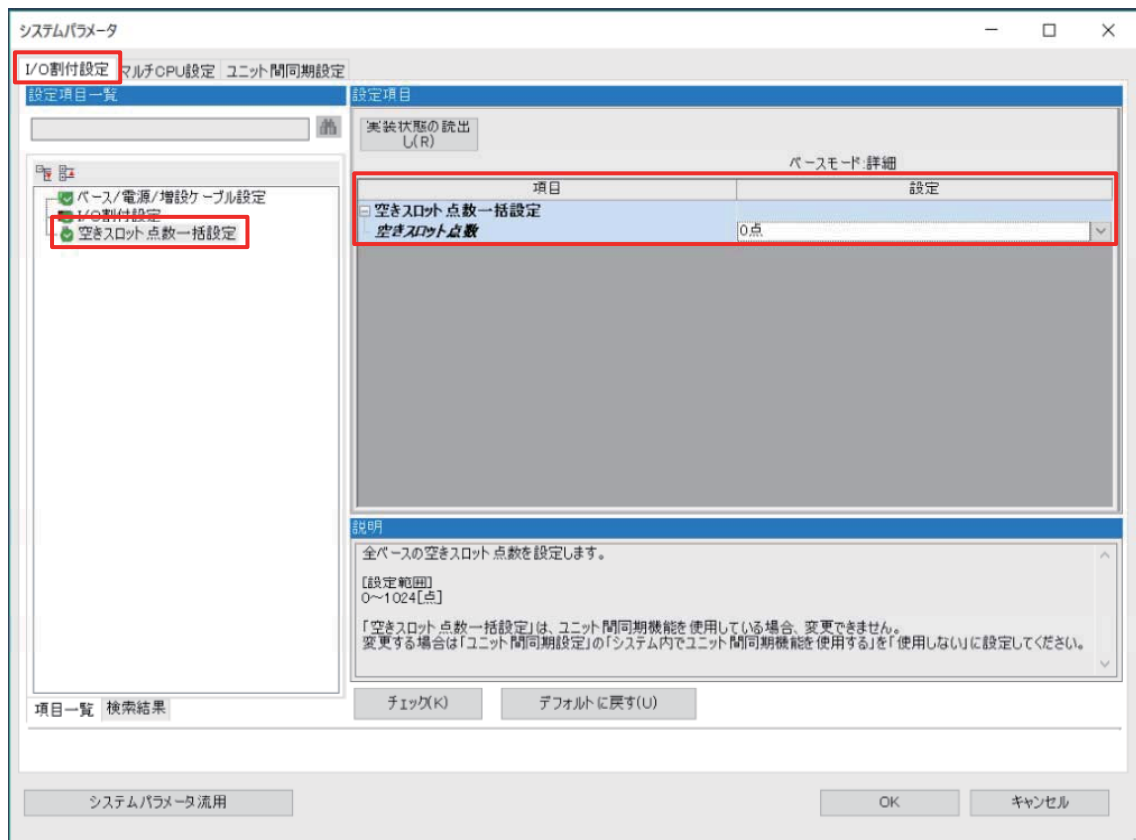 システムパラメータ
I/O割付設定 マルチCPU設定 ユニット間同期設定
設定項目一覧
設定項目
実装状態の読出し(R)
ベースモード:詳細
項目 設定
ベース/電源/増設ケーブル設定
I/O割付設定
空きスロット点数一括設定
空きスロット点数一括設定
空きスロット点数 0点
説明
全ベースの空きスロット点数を設定します。
[設定範囲]
0~1024[点]
「空きスロット点数一括設定」は、ユニット間同期機能を使用している場合、変更できません。
変更する場合は「ユニット間同期設定」の「システム内でユニット間同期機能を使用する」を「使用しない」に設定してください。
項目一覧 検索結果
チェック(K) デフォルトに戻す(U)
システムパラメータ流用
OK キャンセル